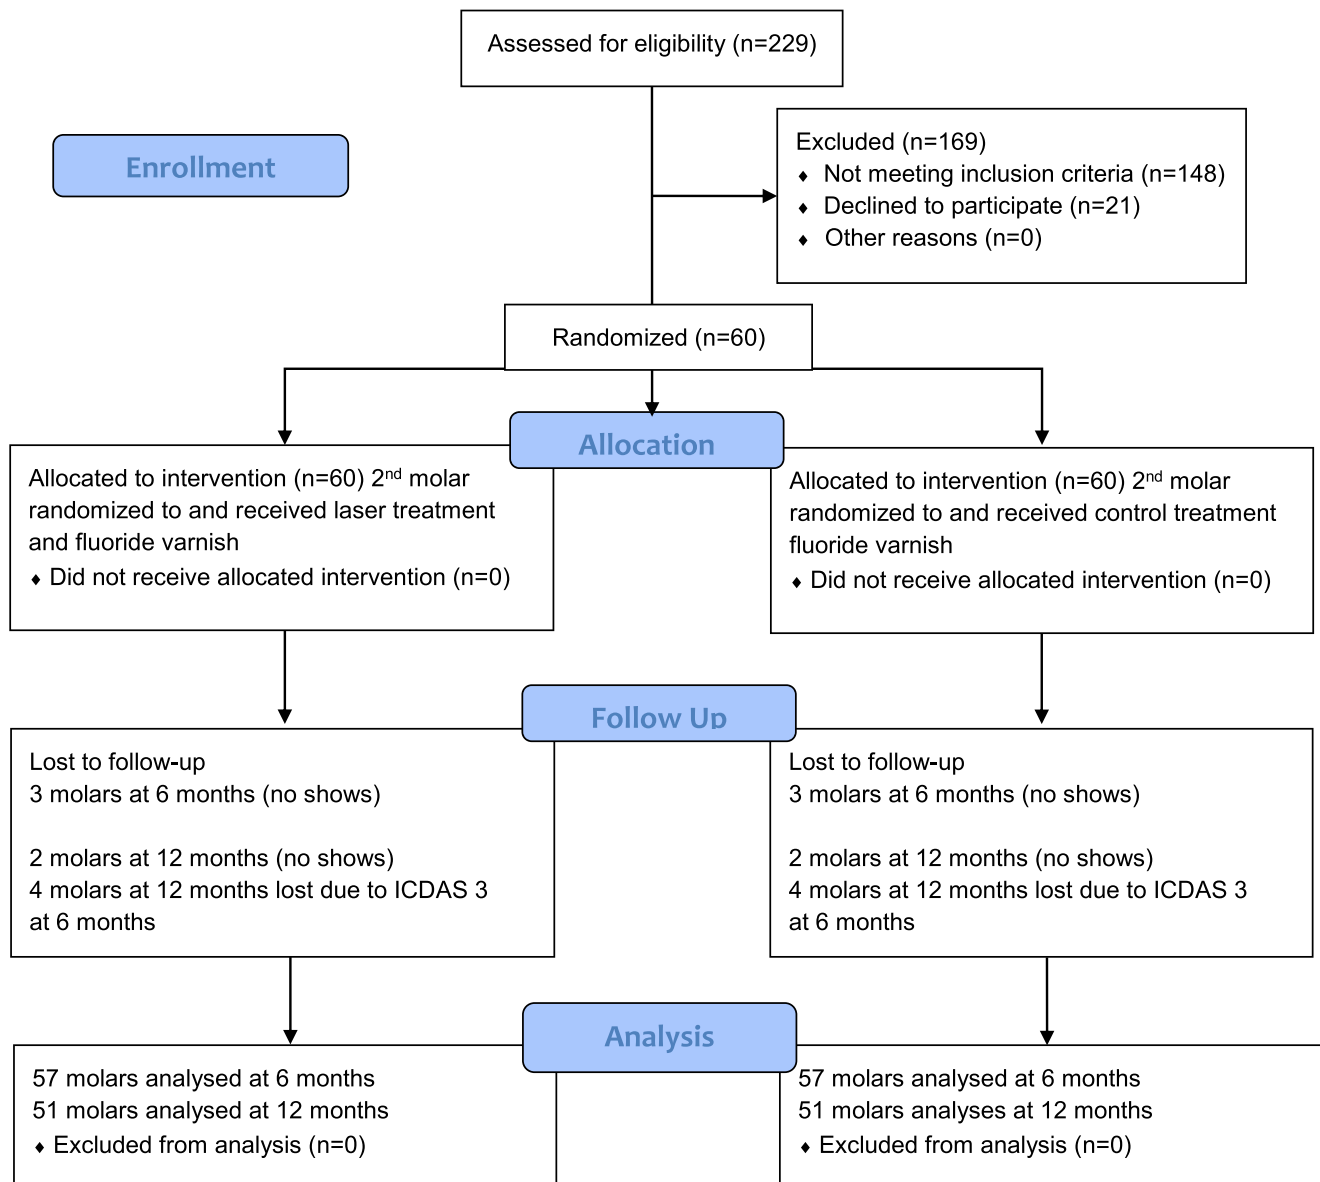 Assessed for eligibility (n=229)
Enrollment
Excluded (n=169)
♦ Not meeting inclusion criteria (n=148)
♦ Declined to participate (n=21)
♦ Other reasons (n=0)
Randomized (n=60)
Allocation
Allocated to intervention (n=60) 2nd molar
randomized to and received laser treatment
and fluoride varnish
♦ Did not receive allocated intervention (n=0)
Allocated to intervention (n=60) 2nd molar
randomized to and received control treatment
fluoride varnish
♦ Did not receive allocated intervention (n=0)
Follow Up
Lost to follow-up
3 molars at 6 months (no shows)
2 molars at 12 months (no shows)
4 molars at 12 months lost due to ICDAS 3
at 6 months
Lost to follow-up
3 molars at 6 months (no shows)
2 molars at 12 months (no shows)
4 molars at 12 months lost due to ICDAS 3
at 6 months
Analysis
57 molars analysed at 6 months
51 molars analysed at 12 months
♦ Excluded from analysis (n=0)
57 molars analysed at 6 months
51 molars analyses at 12 months
♦ Excluded from analysis (n=0)